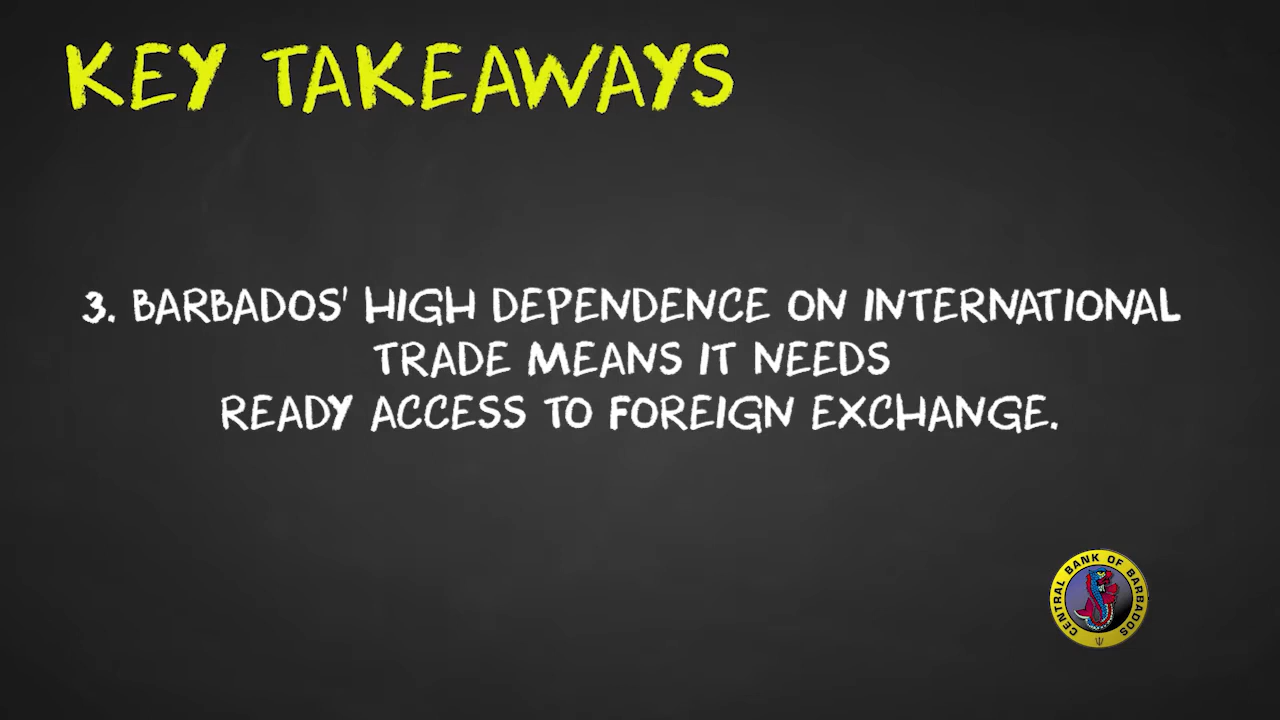 KEY TAKEAWAYS
3. BARBADOS' HIGH DEPENDENCE ON INTERNATIONAL
TRADE MEANS IT NEEDS
READY ACCESS TO FOREIGN EXCHANGE.
CENTRAL BANK OF BARBADOS